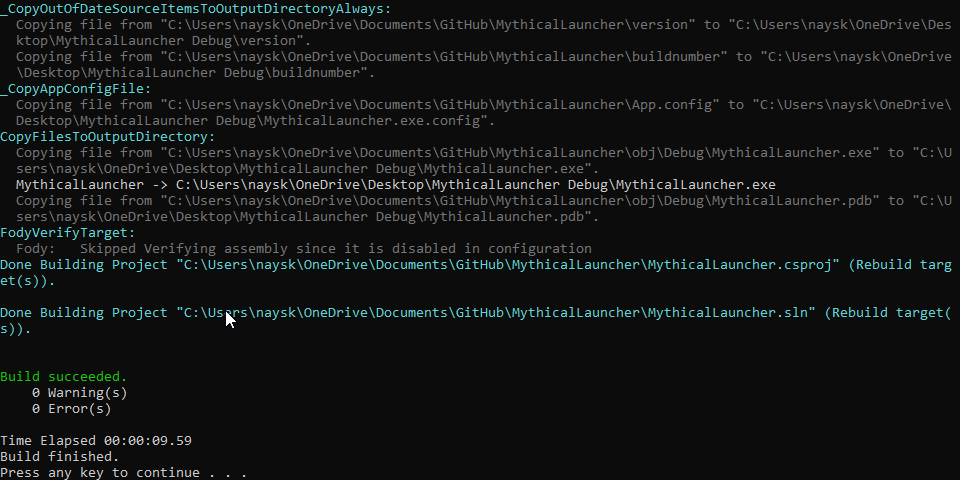 _CopyOutOfDateSourceItemsToOutputDirectoryAlways:
  Copying file from "C:\Users\naysk\OneDrive\Documents\GitHub\MythicalLauncher\version" to "C:\Users\naysk\OneDrive\Des
  ktop\MythicalLauncher Debug\version".
  Copying file from "C:\Users\naysk\OneDrive\Documents\GitHub\MythicalLauncher\buildnumber" to "C:\Users\naysk\OneDrive
  \Desktop\MythicalLauncher Debug\buildnumber".
_CopyAppConfigFile:
  Copying file from "C:\Users\naysk\OneDrive\Documents\GitHub\MythicalLauncher\App.config" to "C:\Users\naysk\OneDrive\
  Desktop\MythicalLauncher Debug\MythicalLauncher.exe.config".
CopyFilesToOutputDirectory:
  Copying file from "C:\Users\naysk\OneDrive\Documents\GitHub\MythicalLauncher\obj\Debug\MythicalLauncher.exe" to "C:\U
  sers\naysk\OneDrive\Desktop\MythicalLauncher Debug\MythicalLauncher.exe".
  MythicalLauncher -> C:\Users\naysk\OneDrive\Desktop\MythicalLauncher Debug\MythicalLauncher.exe
  Copying file from "C:\Users\naysk\OneDrive\Documents\GitHub\MythicalLauncher\obj\Debug\MythicalLauncher.pdb" to "C:\U
  sers\naysk\OneDrive\Desktop\MythicalLauncher Debug\MythicalLauncher.pdb".
FodyVerifyTarget:
  Fody:   Skipped Verifying assembly since it is disabled in configuration
Done Building Project "C:\Users\naysk\OneDrive\Documents\GitHub\MythicalLauncher\MythicalLauncher.csproj" (Rebuild targ
et(s)).
Done Building Project "C:\Users\naysk\OneDrive\Documents\GitHub\MythicalLauncher\MythicalLauncher.sln" (Rebuild target(
s)).
Build succeeded.
    0 Warning(s)
    0 Error(s)
Time Elapsed 00:00:09.59
Build finished.
Press any key to continue . . .